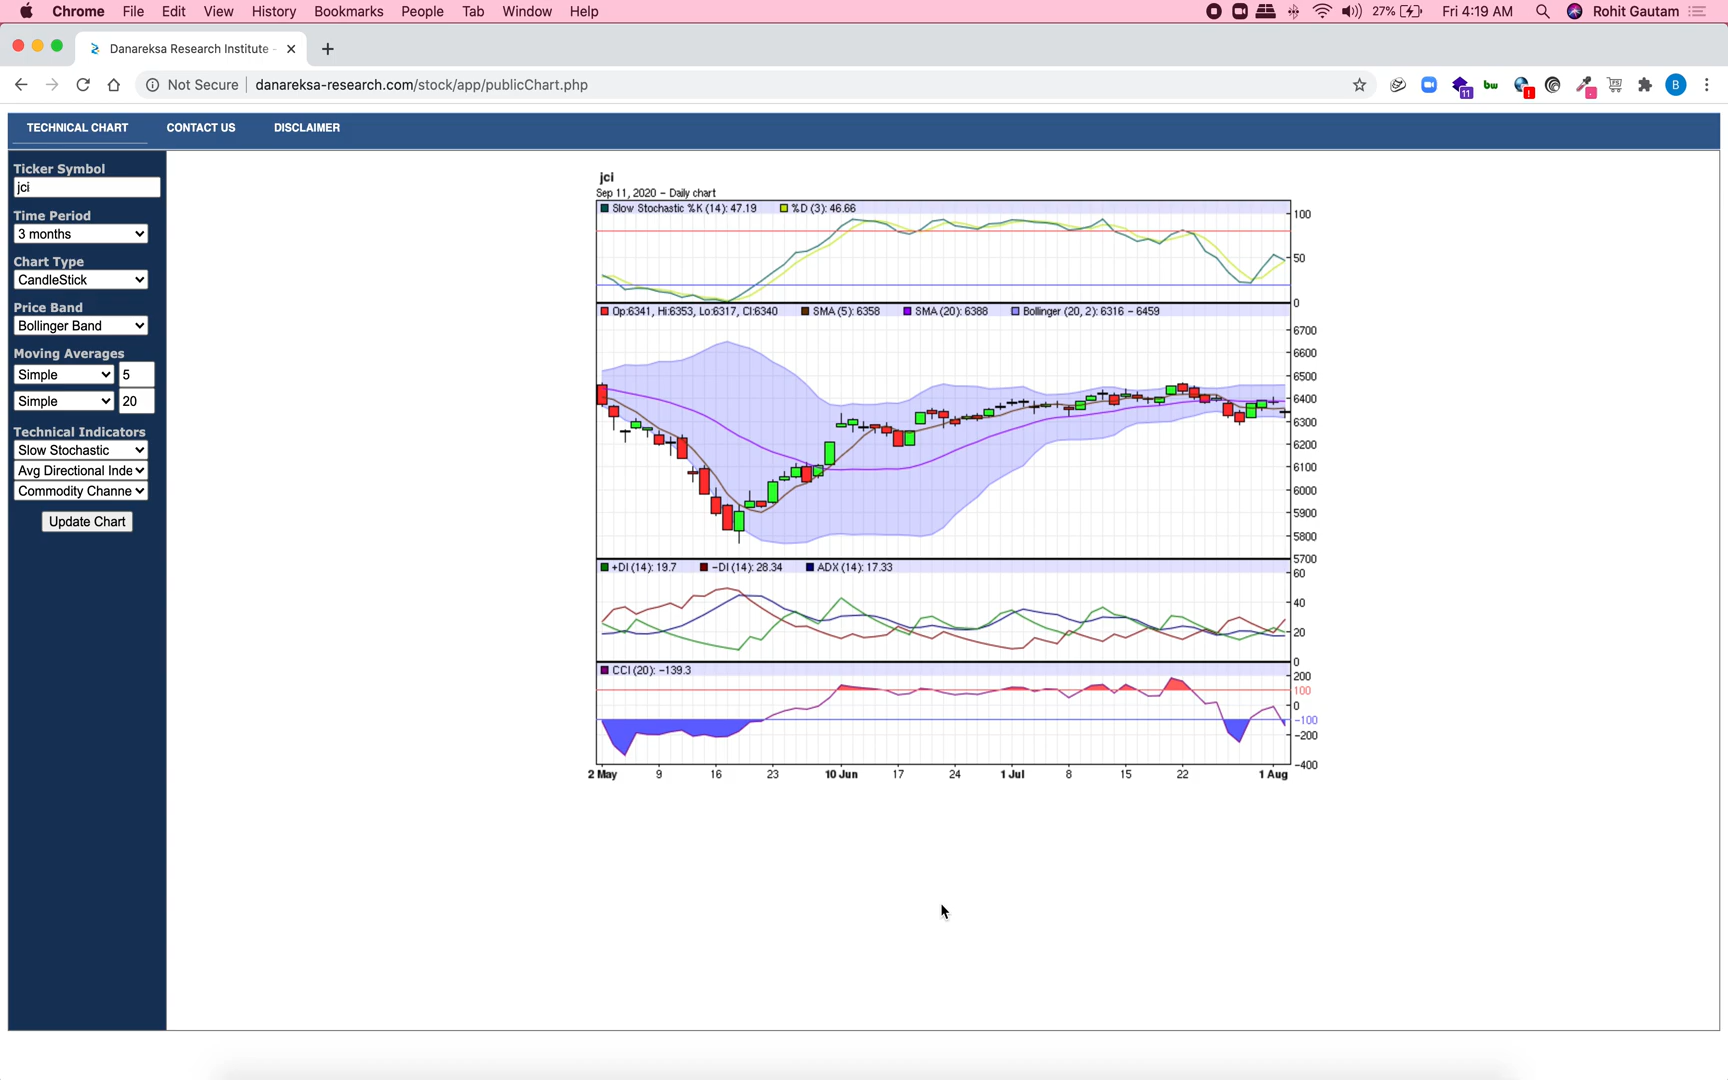 Chrome File Edit View History Bookmarks People Tab Window Help 27% Fri 4:19 AM Rohit Gautam
Danareksa Research Institute -
Not Secure danareksa-research.com/stock/app/publicChart.php 11 bw ! B
TECHNICAL CHART CONTACT US DISCLAIMER
Ticker Symbol
jci
Time Period
3 months
Chart Type
CandleStick
Price Band
Bollinger Band
Moving Averages
Simple 5
Simple 20
Technical Indicators
Slow Stochastic
Avg Directional Inde
Commodity Channe
Update Chart
jci
Sep 11, 2020 - Daily chart
Slow Stochastic %K (14): 47.19 %D (3): 46.66
100
50
0
Op:6341, Hi:6353, Lo:6317, Cl:6340 SMA (5): 6358 SMA (20): 6388 Bollinger (20, 2): 6316 - 6459
6700
6600
6500
6400
6300
6200
6100
6000
5900
5800
5700
+DI (14): 19.7 -DI (14): 28.34 ADX (14): 17.33
60
40
20
0
CCI (20): -139.3
200
100
0
-100
-200
-400
2 May 9 16 23 10 Jun 17 24 1 Jul 8 15 22 1 Aug